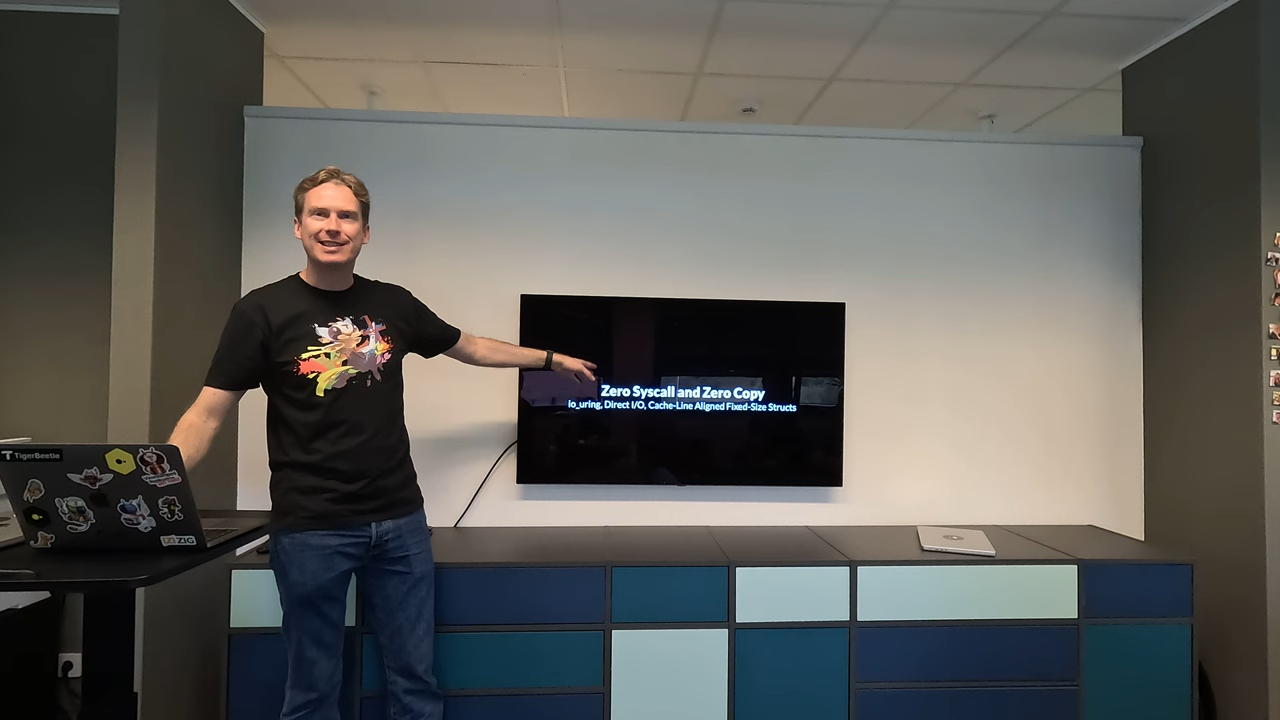 Zero Syscall and Zero Copy
io_uring, Direct I/O, Cache-Line Aligned Fixed-Size Structs
TigerBeetle
ZIG